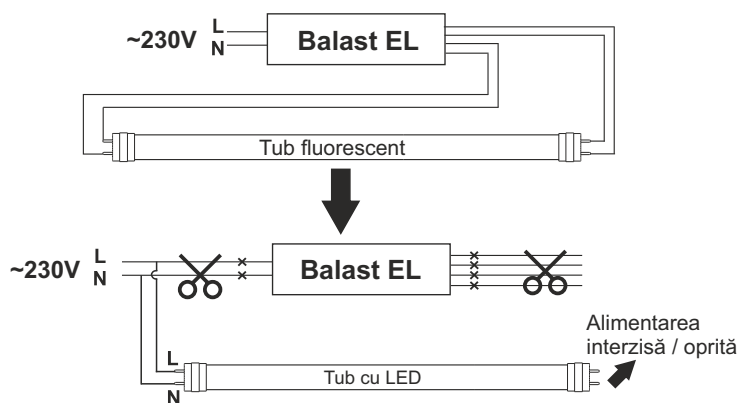 L
~230V
N
Balast EL
Tub fluorescent
L
~230V
N
Balast EL
Alimentarea
interzisă / oprită
L
Tub cu LED
N